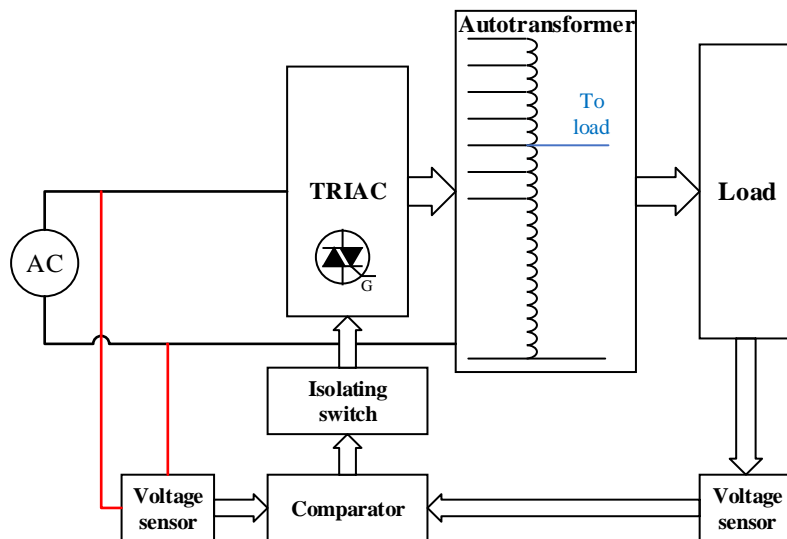 Autotransformer
To
load
TRIAC
Load
AC
G
Isolating
switch
Voltage
sensor
Comparator
Voltage
sensor